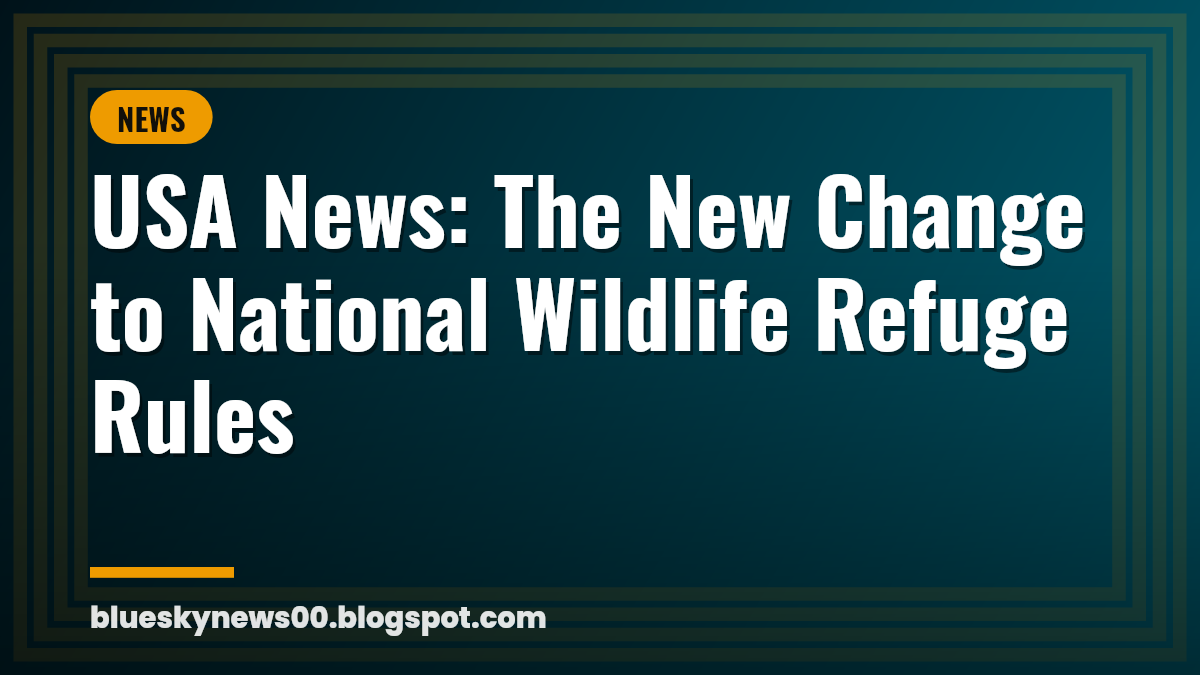 NEWS
USA News: The New Change
to National Wildlife Refuge
Rules
blueskynews00.blogspot.com